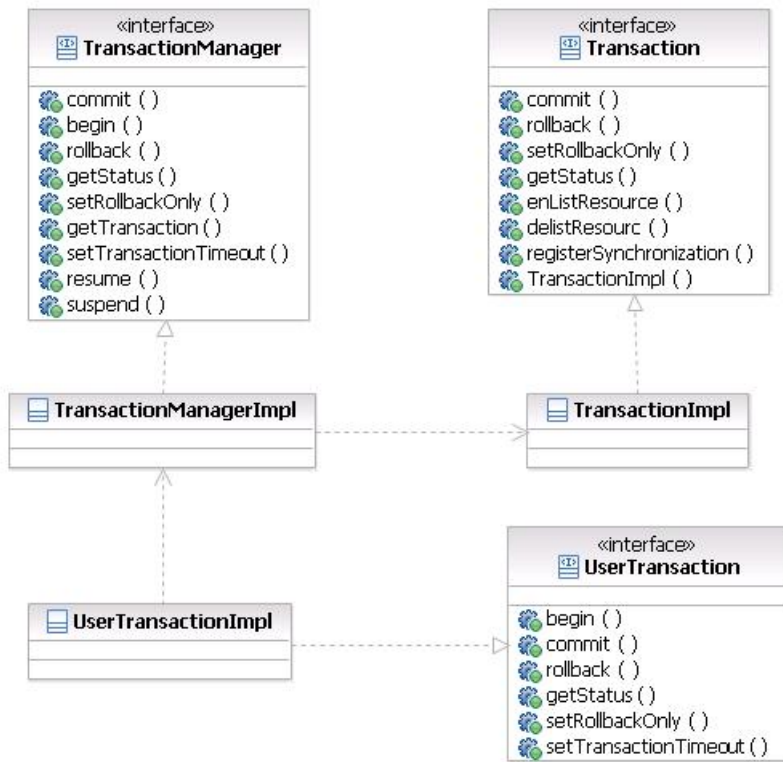 «interface»
TransactionManager
commit ( )
begin ( )
rollback ( )
getStatus ( )
setRollbackOnly ( )
getTransaction ( )
setTransactionTimeout ( )
resume ( )
suspend ( )
«interface»
Transaction
commit ( )
rollback ( )
setRollbackOnly ( )
getStatus ( )
enListResource ( )
delistResourc ( )
registerSynchronization ( )
TransactionImpl ( )
TransactionManagerImpl
TransactionImpl
UserTransactionImpl
«interface»
UserTransaction
begin ( )
commit ( )
rollback ( )
getStatus ( )
setRollbackOnly ( )
setTransactionTimeout ( )